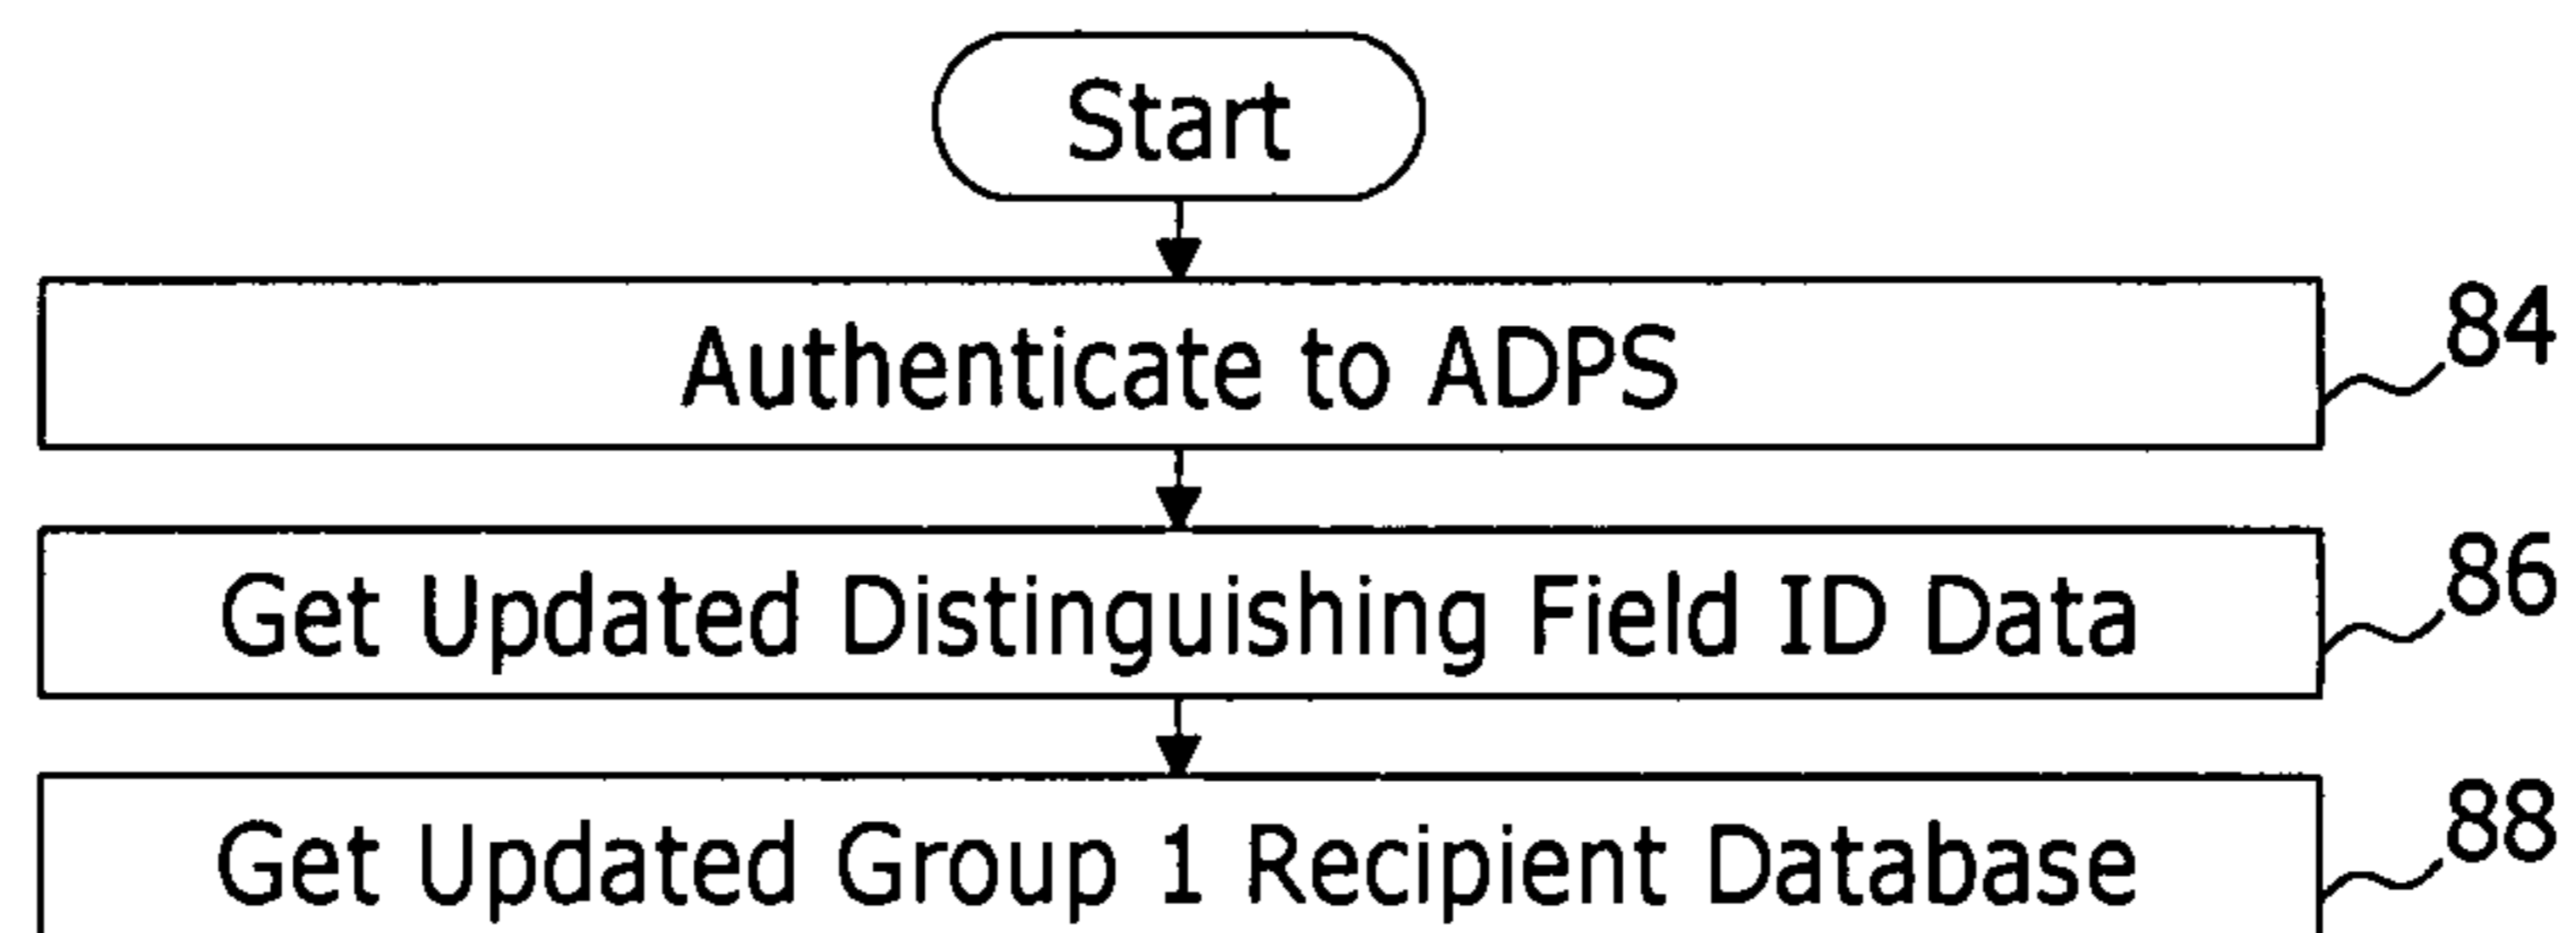 Start
Authenticate to ADPS 84
Get Updated Distinguishing Field ID Data 86
Get Updated Group 1 Recipient Database 88